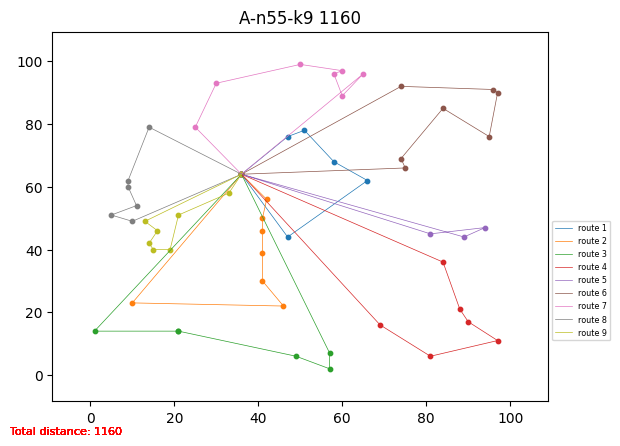 A-n55-k9 1160
100
80
60
40
20
0
0 20 40 60 80 100
route 1
route 2
route 3
route 4
route 5
route 6
route 7
route 8
route 9
Total distance: 1160